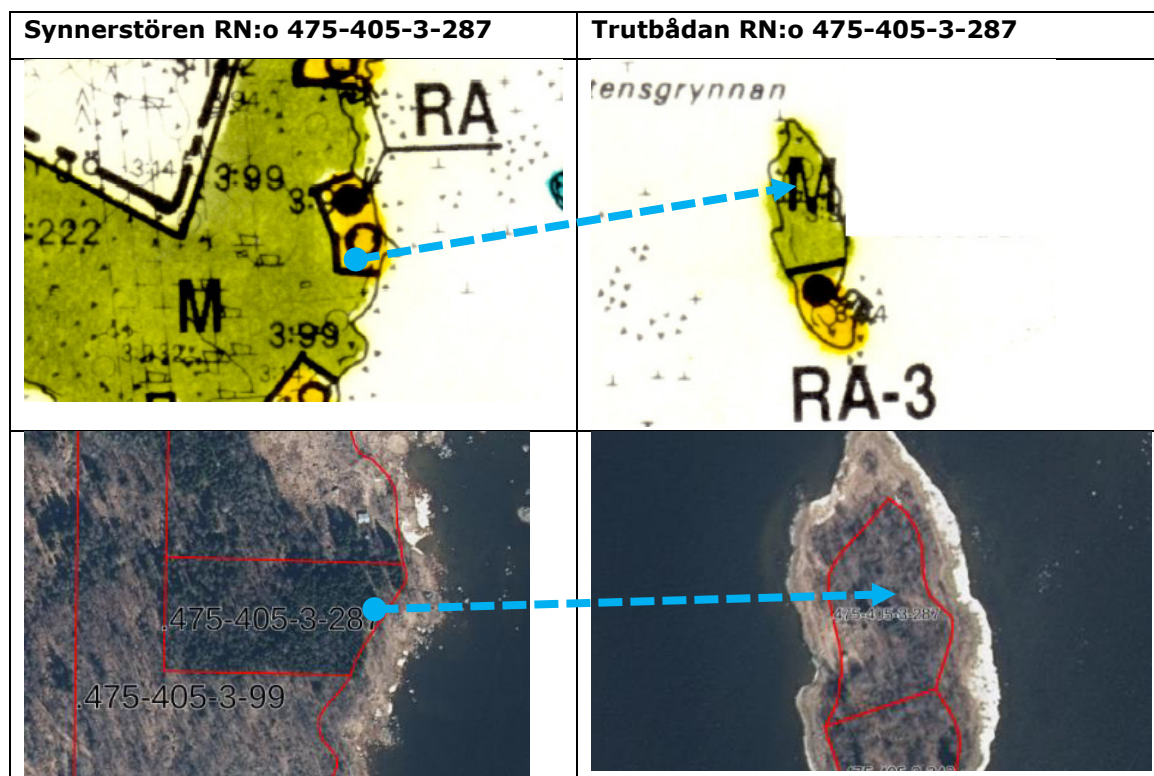 Synnerstören RN:o 475-405-3-287
Trutbådan RN:o 475-405-3-287
RA
3:99
:222
M
3:99
tensgrynnan
M
RA-3
.475-405-3-287
.475-405-3-99
475-405-3-287